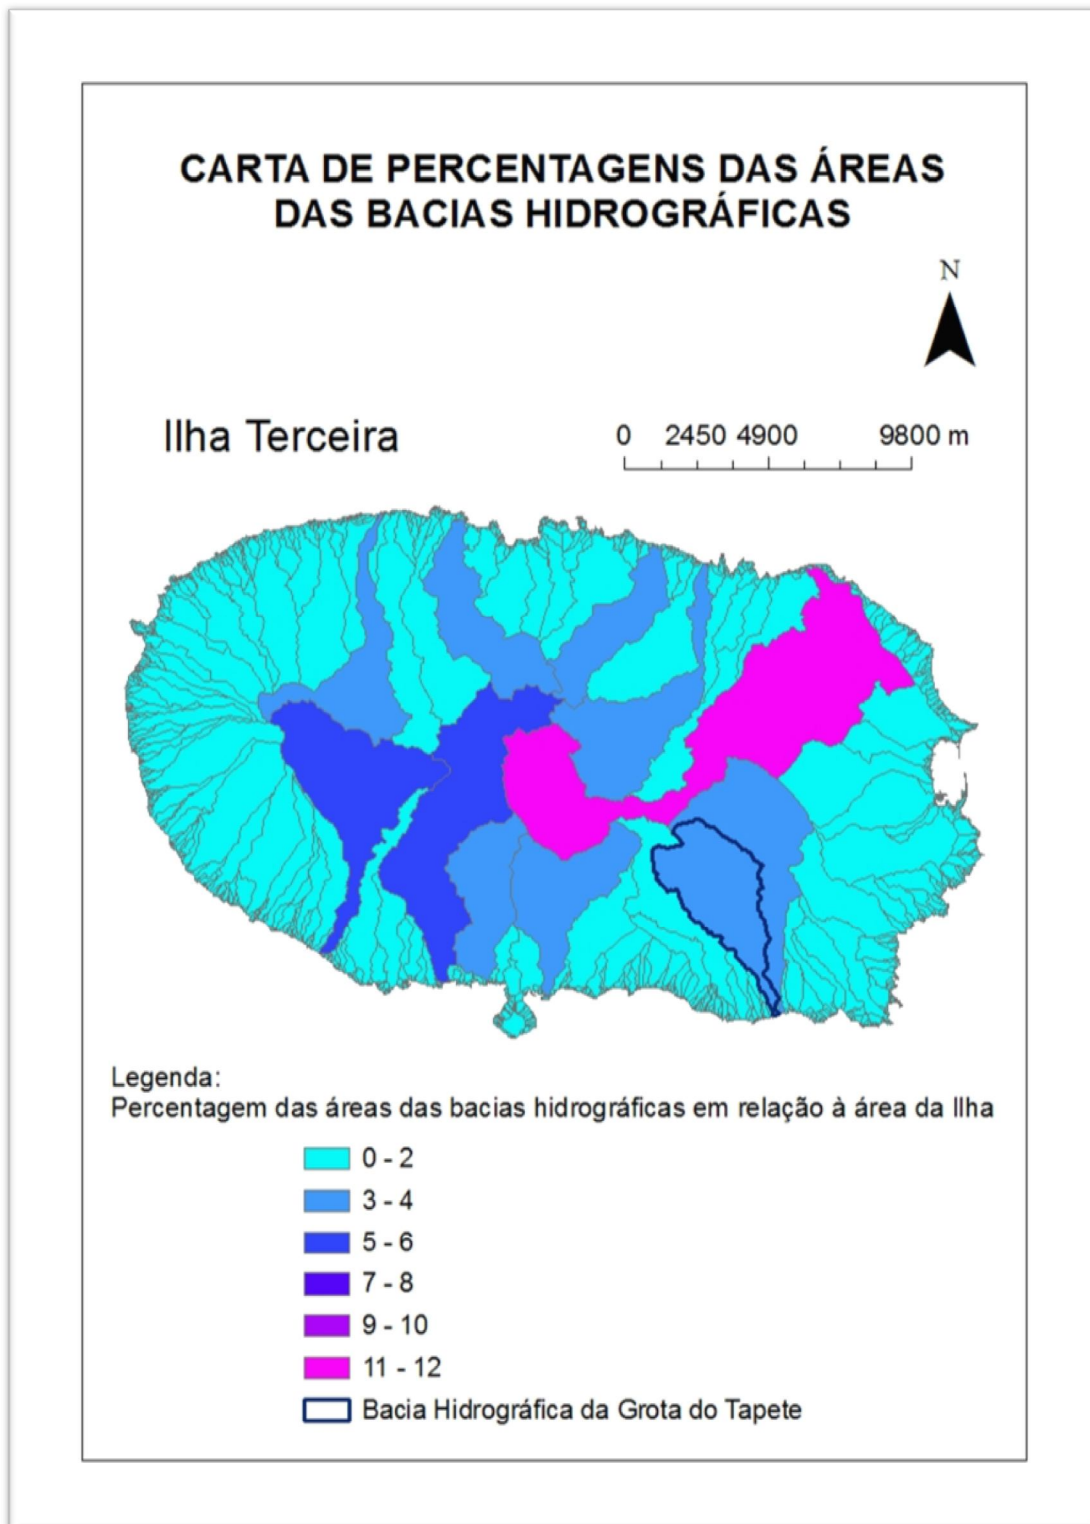 CARTA DE PERCENTAGENS DAS ÁREAS
DAS BACIAS HIDROGRÁFICAS
N
Ilha Terceira
0 2450 4900 9800 m
Legenda:
Percentagem das áreas das bacias hidrográficas em relação à área da Ilha
0 - 2
3 - 4
5 - 6
7 - 8
9 - 10
11 - 12
Bacia Hidrográfica da Grota do Tapete